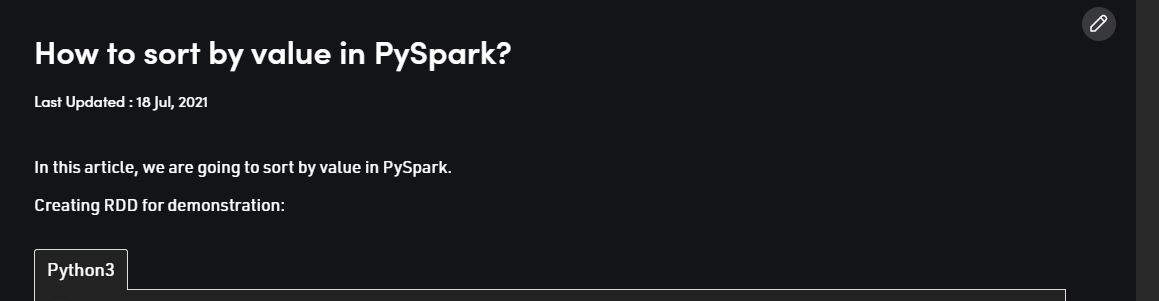 How to sort by value in PySpark?
Last Updated : 18 Jul, 2021
In this article, we are going to sort by value in PySpark.
Creating RDD for demonstration:
Python3